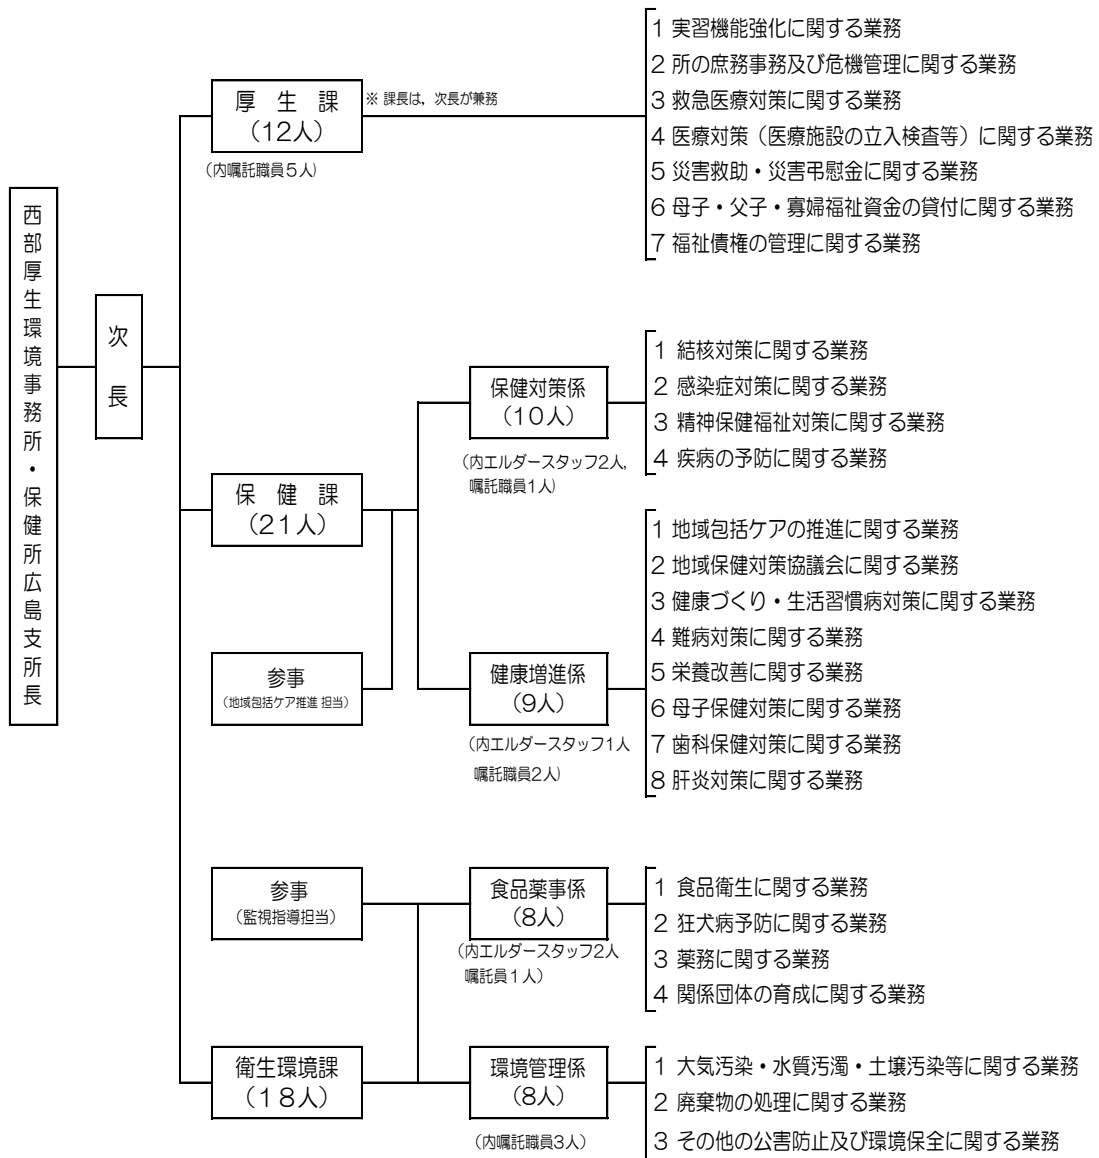 西部厚生環境事務所・保健所広島支所長
次長
厚生課
(12人)
※ 課長は，次長が兼務
(内嘱託職員5人)
1 実習機能強化に関する業務
2 所の庶務事務及び危機管理に関する業務
3 救急医療対策に関する業務
4 医療対策（医療施設の立入検査等）に関する業務
5 災害救助・災害弔慰金に関する業務
6 母子・父子・寡婦福祉資金の貸付に関する業務
7 福祉債権の管理に関する業務
保健課
(21人)
参事
(地域包括ケア推進 担当)
保健対策係
(10人)
(内エルダースタッフ2人，
嘱託職員1人)
1 結核対策に関する業務
2 感染症対策に関する業務
3 精神保健福祉対策に関する業務
4 疾病の予防に関する業務
健康増進係
(9人)
(内エルダースタッフ1人
嘱託職員2人)
1 地域包括ケアの推進に関する業務
2 地域保健対策協議会に関する業務
3 健康づくり・生活習慣病対策に関する業務
4 難病対策に関する業務
5 栄養改善に関する業務
6 母子保健対策に関する業務
7 歯科保健対策に関する業務
8 肝炎対策に関する業務
参事
(監視指導担当)
食品薬事係
(8人)
(内エルダースタッフ2人
嘱託員1人)
1 食品衛生に関する業務
2 狂犬病予防に関する業務
3 薬務に関する業務
4 関係団体の育成に関する業務
衛生環境課
(18人)
環境管理係
(8人)
(内嘱託職員3人)
1 大気汚染・水質汚濁・土壌汚染等に関する業務
2 廃棄物の処理に関する業務
3 その他の公害防止及び環境保全に関する業務